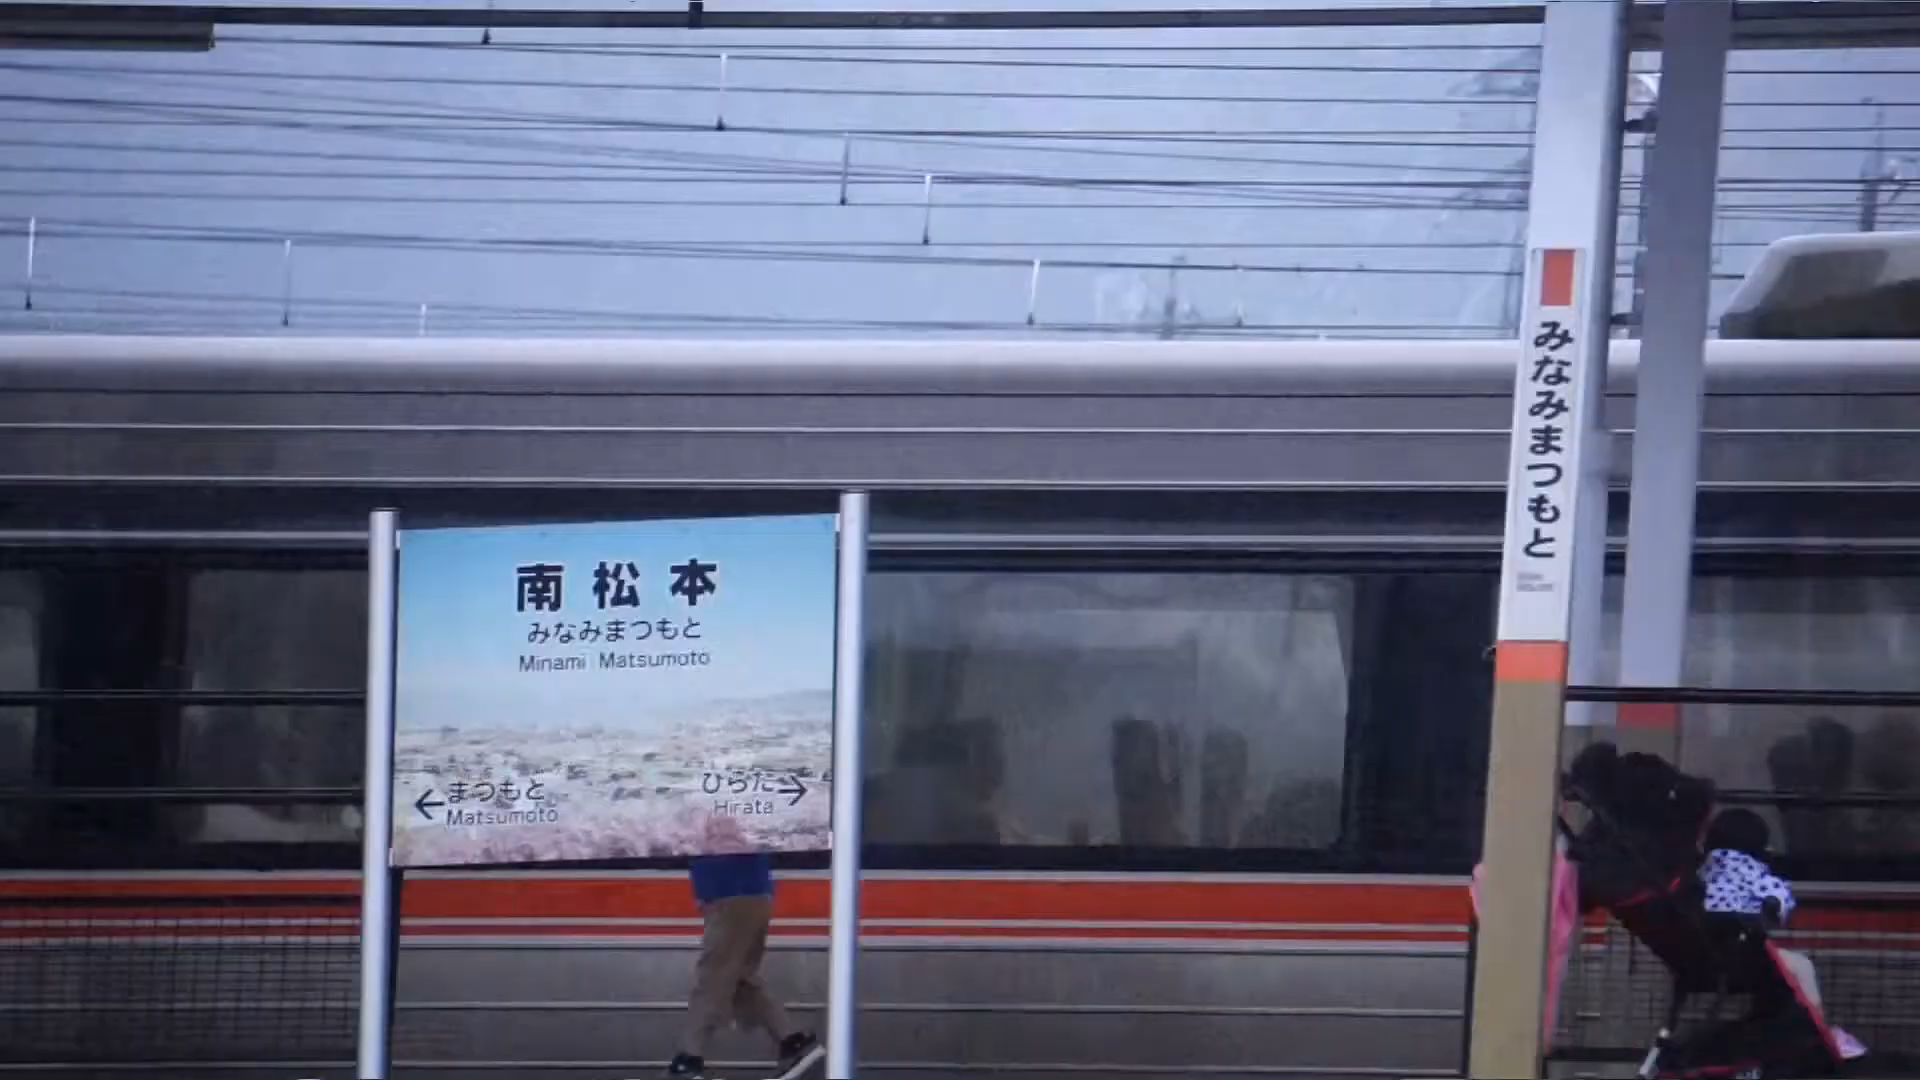 南松本
みなみまつもと
Minami Matsumoto
←まつもと
Matsumoto
ひらた→
Hirata
みなみまつもと